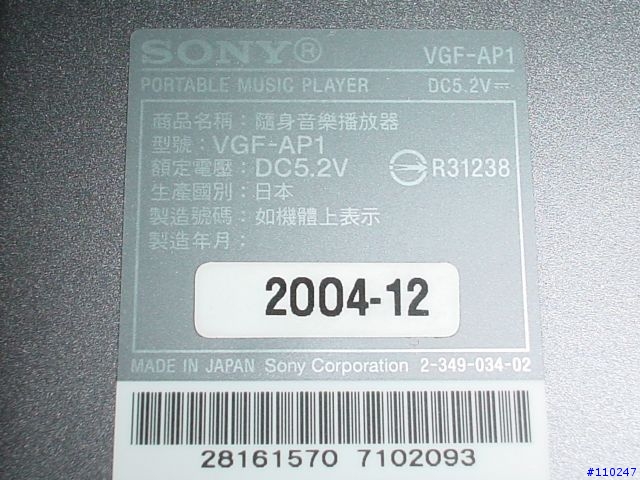 SONY® VGF-AP1
PORTABLE MUSIC PLAYER DC5.2V
商品名稱：隨身音樂播放器
型號：VGF-AP1
額定電壓：DC5.2V R31238
生產國別：日本
製造號碼：如機體上表示
製造年月：
2004-12
MADE IN JAPAN Sony Corporation 2-349-034-02
28161570 7102093
#110247